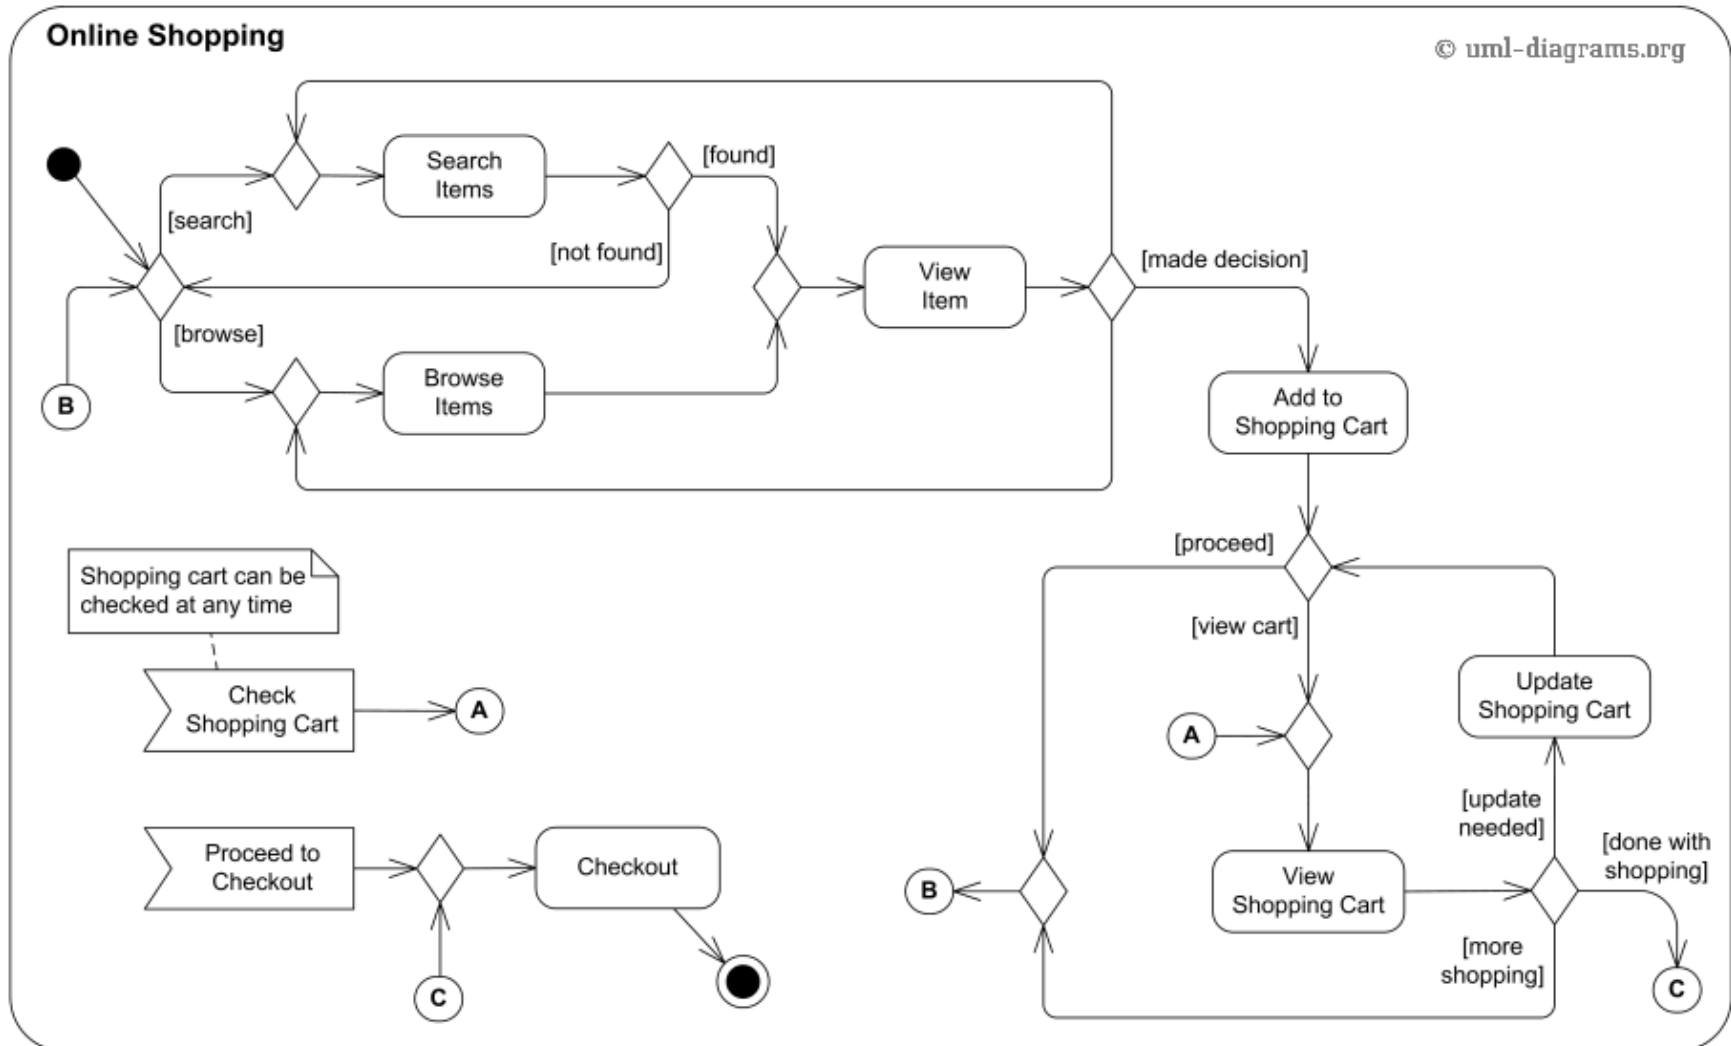 Online Shopping
© uml-diagrams.org
Search
Items
[found]
[search]
[not found]
[made decision]
View
Item
[browse]
Browse
Items
B
Add to
Shopping Cart
[proceed]
Shopping cart can be
checked at any time
[view cart]
Check
Shopping Cart
A
A
Update
Shopping Cart
[update
needed]
[done with
shopping]
Proceed to
Checkout
Checkout
B
View
Shopping Cart
[more
shopping]
C
C